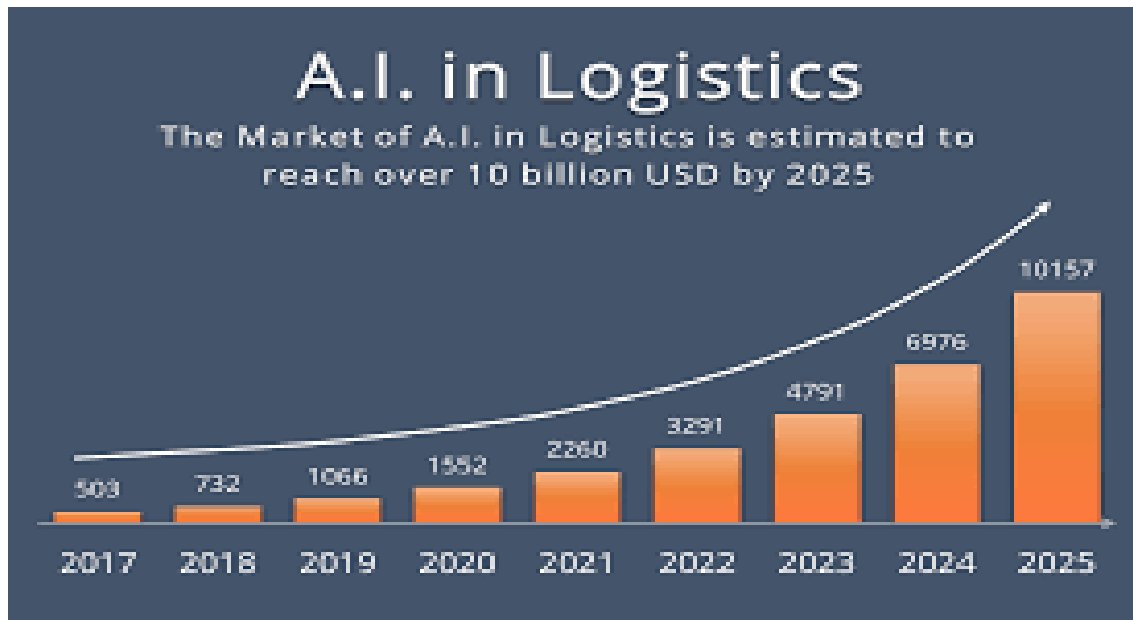 A.I. in Logistics
The Market of A.I. in Logistics is estimated to
reach over 10 billion USD by 2025
10157
6976
4791
3291
2260
1552
1066
732
503
2017 2018 2019 2020 2021 2022 2023 2024 2025